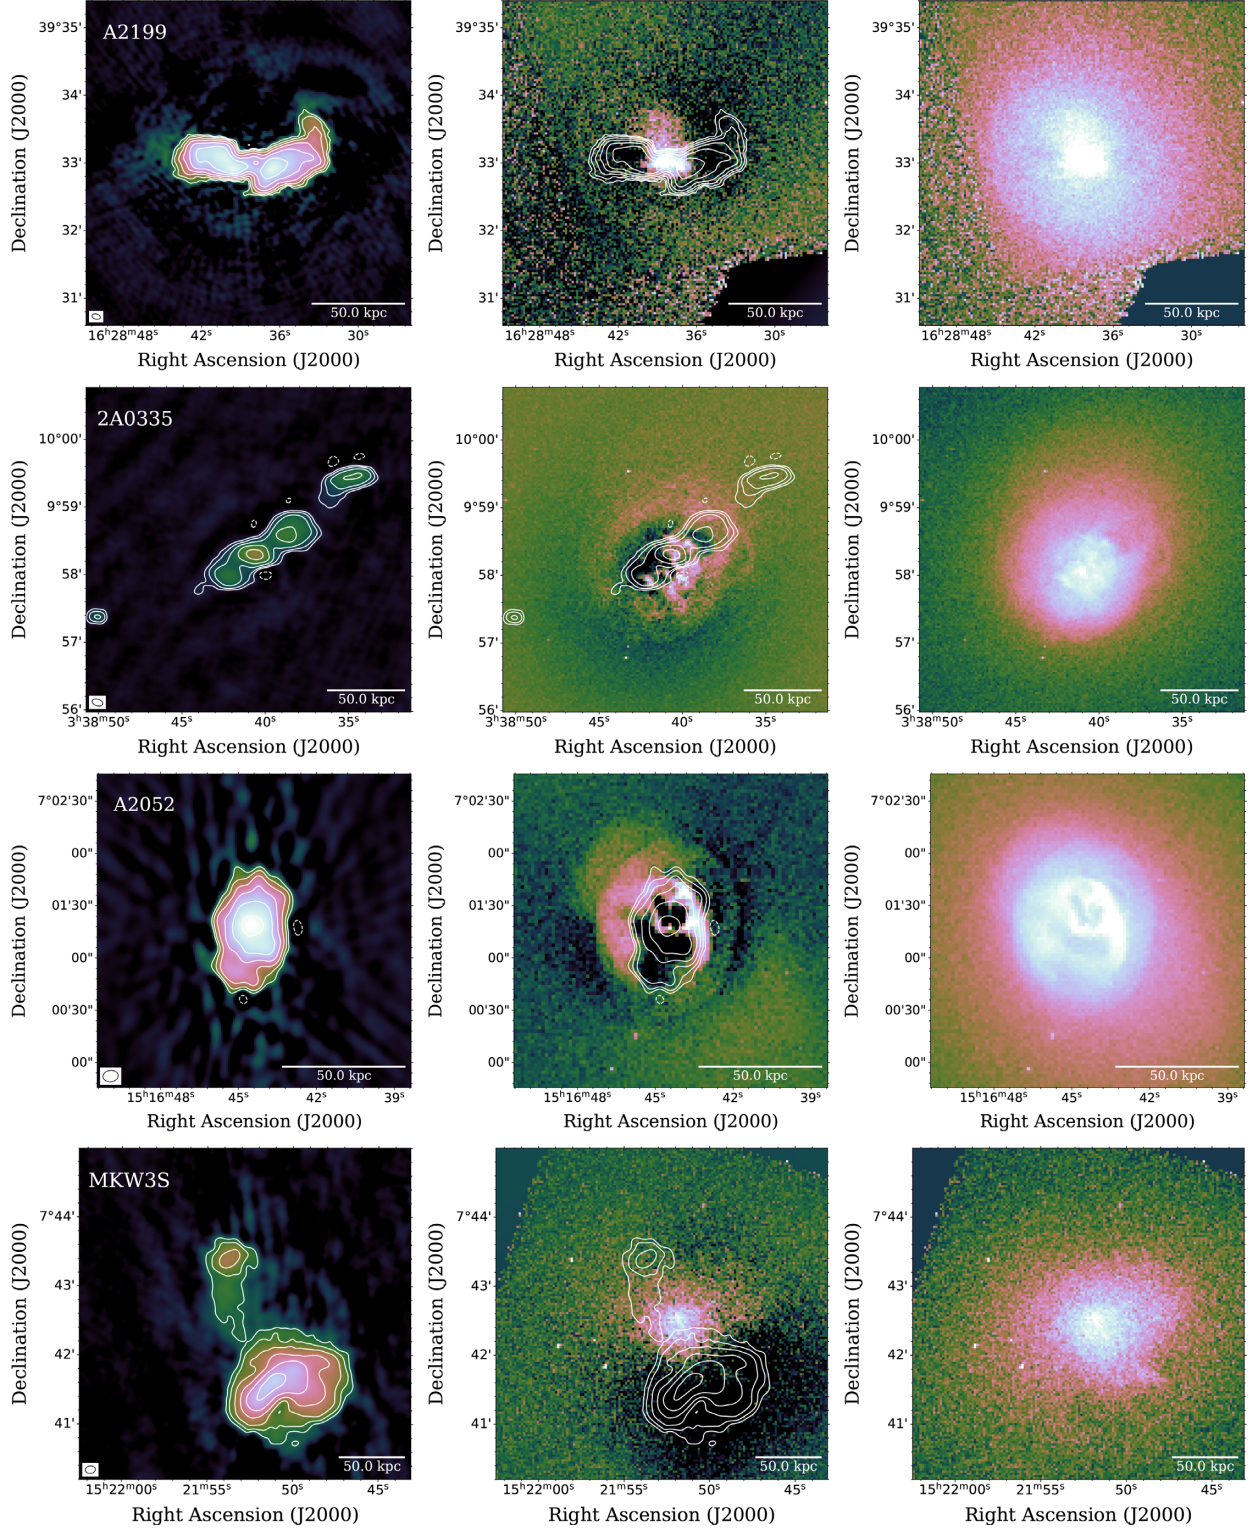 A2199
Declination (J2000)
39°35'
34'
33'
32'
31'
50.0 kpc
16ʰ28ᵐ48ˢ
42ˢ
36ˢ
30ˢ
Right Ascension (J2000)
Declination (J2000)
39°35'
34'
33'
32'
31'
50.0 kpc
16ʰ28ᵐ48ˢ
42ˢ
36ˢ
30ˢ
Right Ascension (J2000)
Declination (J2000)
39°35'
34'
33'
32'
31'
50.0 kpc
16ʰ28ᵐ48ˢ
42ˢ
36ˢ
30ˢ
Right Ascension (J2000)
2A0335
Declination (J2000)
10°00'
9°59'
58'
57'
56'
50.0 kpc
3ʰ38ᵐ50ˢ
45ˢ
40ˢ
35ˢ
Right Ascension (J2000)
Declination (J2000)
10°00'
9°59'
58'
57'
56'
50.0 kpc
3ʰ38ᵐ50ˢ
45ˢ
40ˢ
35ˢ
Right Ascension (J2000)
Declination (J2000)
10°00'
9°59'
58'
57'
56'
50.0 kpc
3ʰ38ᵐ50ˢ
45ˢ
40ˢ
35ˢ
Right Ascension (J2000)
A2052
Declination (J2000)
7°02'30"
00"
01'30"
00"
00'30"
00"
50.0 kpc
15ʰ16ᵐ48ˢ
45ˢ
42ˢ
39ˢ
Right Ascension (J2000)
Declination (J2000)
7°02'30"
00"
01'30"
00"
00'30"
00"
50.0 kpc
15ʰ16ᵐ48ˢ
45ˢ
42ˢ
39ˢ
Right Ascension (J2000)
Declination (J2000)
7°02'30"
00"
01'30"
00"
00'30"
00"
50.0 kpc
15ʰ16ᵐ48ˢ
45ˢ
42ˢ
39ˢ
Right Ascension (J2000)
MKW3S
Declination (J2000)
7°44'
43'
42'
41'
50.0 kpc
15ʰ22ᵐ00ˢ
21ᵐ55ˢ
50ˢ
45ˢ
Right Ascension (J2000)
Declination (J2000)
7°44'
43'
42'
41'
50.0 kpc
15ʰ22ᵐ00ˢ
21ᵐ55ˢ
50ˢ
45ˢ
Right Ascension (J2000)
Declination (J2000)
7°44'
43'
42'
41'
50.0 kpc
15ʰ22ᵐ00ˢ
21ᵐ55ˢ
50ˢ
45ˢ
Right Ascension (J2000)